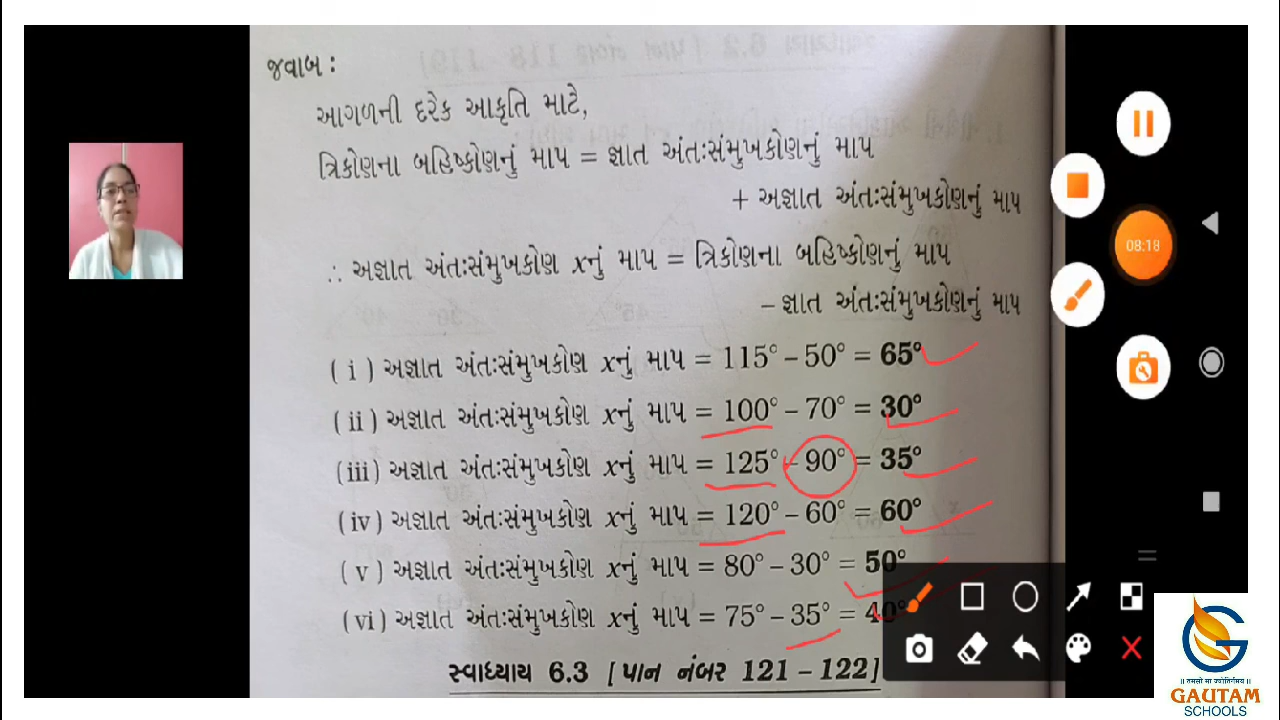 જવાબ :
આગળની દરેક આકૃતિ માટે,
ત્રિકોણના બહિષ્કોણનું માપ = જ્ઞાત અંતઃસંમુખકોણનું માપ
+ અજ્ઞાત અંતઃસંમુખકોણનું માપ
∴ અજ્ઞાત અંતઃસંમુખકોણ xનું માપ = ત્રિકોણના બહિષ્કોણનું માપ
– જ્ઞાત અંતઃસંમુખકોણનું માપ
( i ) અજ્ઞાત અંતઃસંમુખકોણ xનું માપ = 115° – 50° = 65°
( ii ) અજ્ઞાત અંતઃસંમુખકોણ xનું માપ = 100° – 70° = 30°
(iii) અજ્ઞાત અંતઃસંમુખકોણ xનું માપ = 125° – 90° = 35°
(iv) અજ્ઞાત અંતઃસંમુખકોણ xનું માપ = 120° – 60° = 60°
( v ) અજ્ઞાત અંતઃસંમુખકોણ xનું માપ = 80° – 30° = 50°
(vi) અજ્ઞાત અંતઃસંમુખકોણ xનું માપ = 75° – 35° = 40°
સ્વાધ્યાય 6.3 [પાન નંબર 121 – 122]
08:18
॥ तमसो मा ज्योतिर्गमय ॥
GAUTAM
SCHOOLS